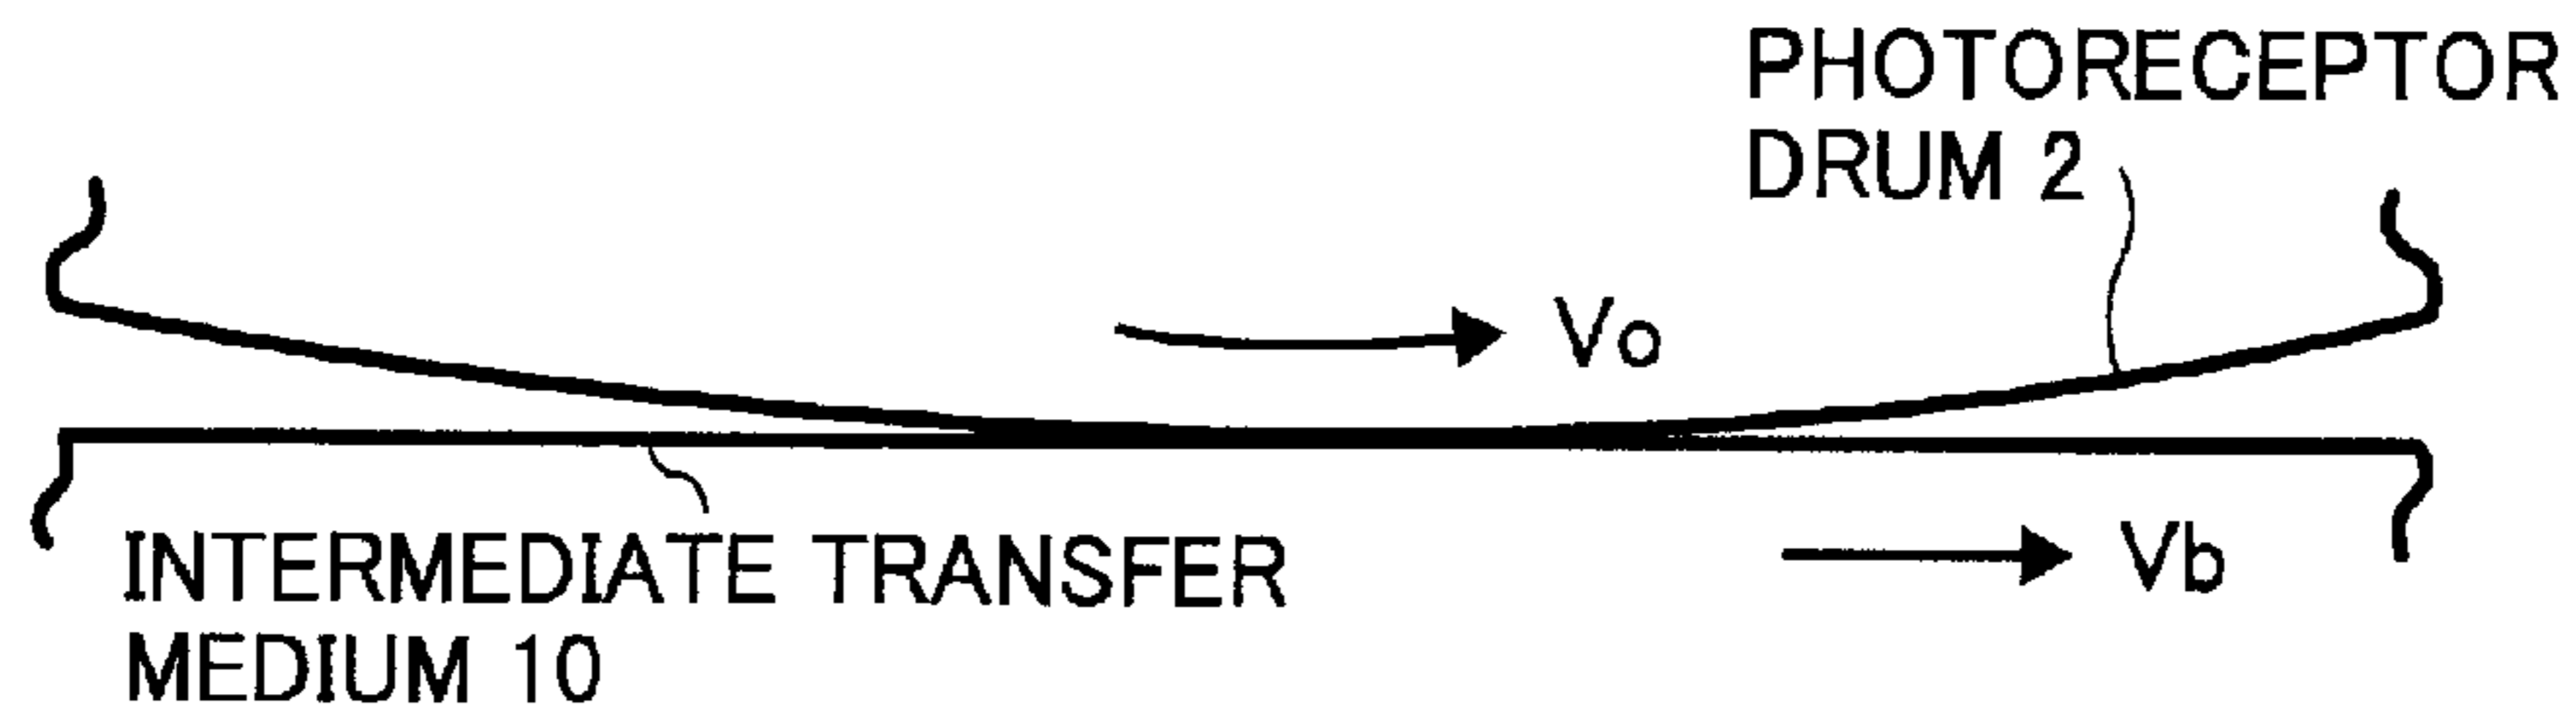 PHOTORECEPTOR
DRUM 2
Vo
Vb
INTERMEDIATE TRANSFER
MEDIUM 10